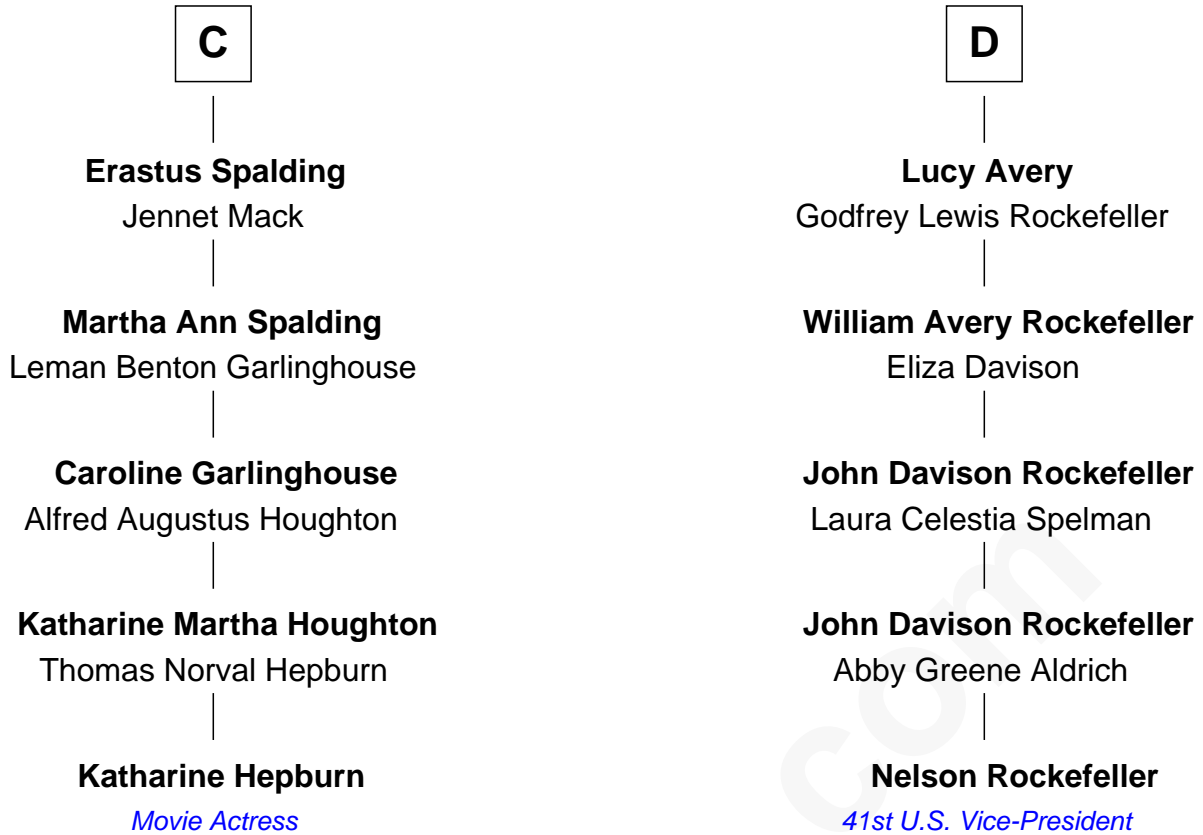 C
Erastus Spalding
Jennet Mack
Martha Ann Spalding
Leman Benton Garlinghouse
Caroline Garlinghouse
Alfred Augustus Houghton
Katharine Martha Houghton
Thomas Norval Hepburn
Katharine Hepburn
Movie Actress
D
Lucy Avery
Godfrey Lewis Rockefeller
William Avery Rockefeller
Eliza Davison
John Davison Rockefeller
Laura Celestia Spelman
John Davison Rockefeller
Abby Greene Aldrich
Nelson Rockefeller
41st U.S. Vice-President
com